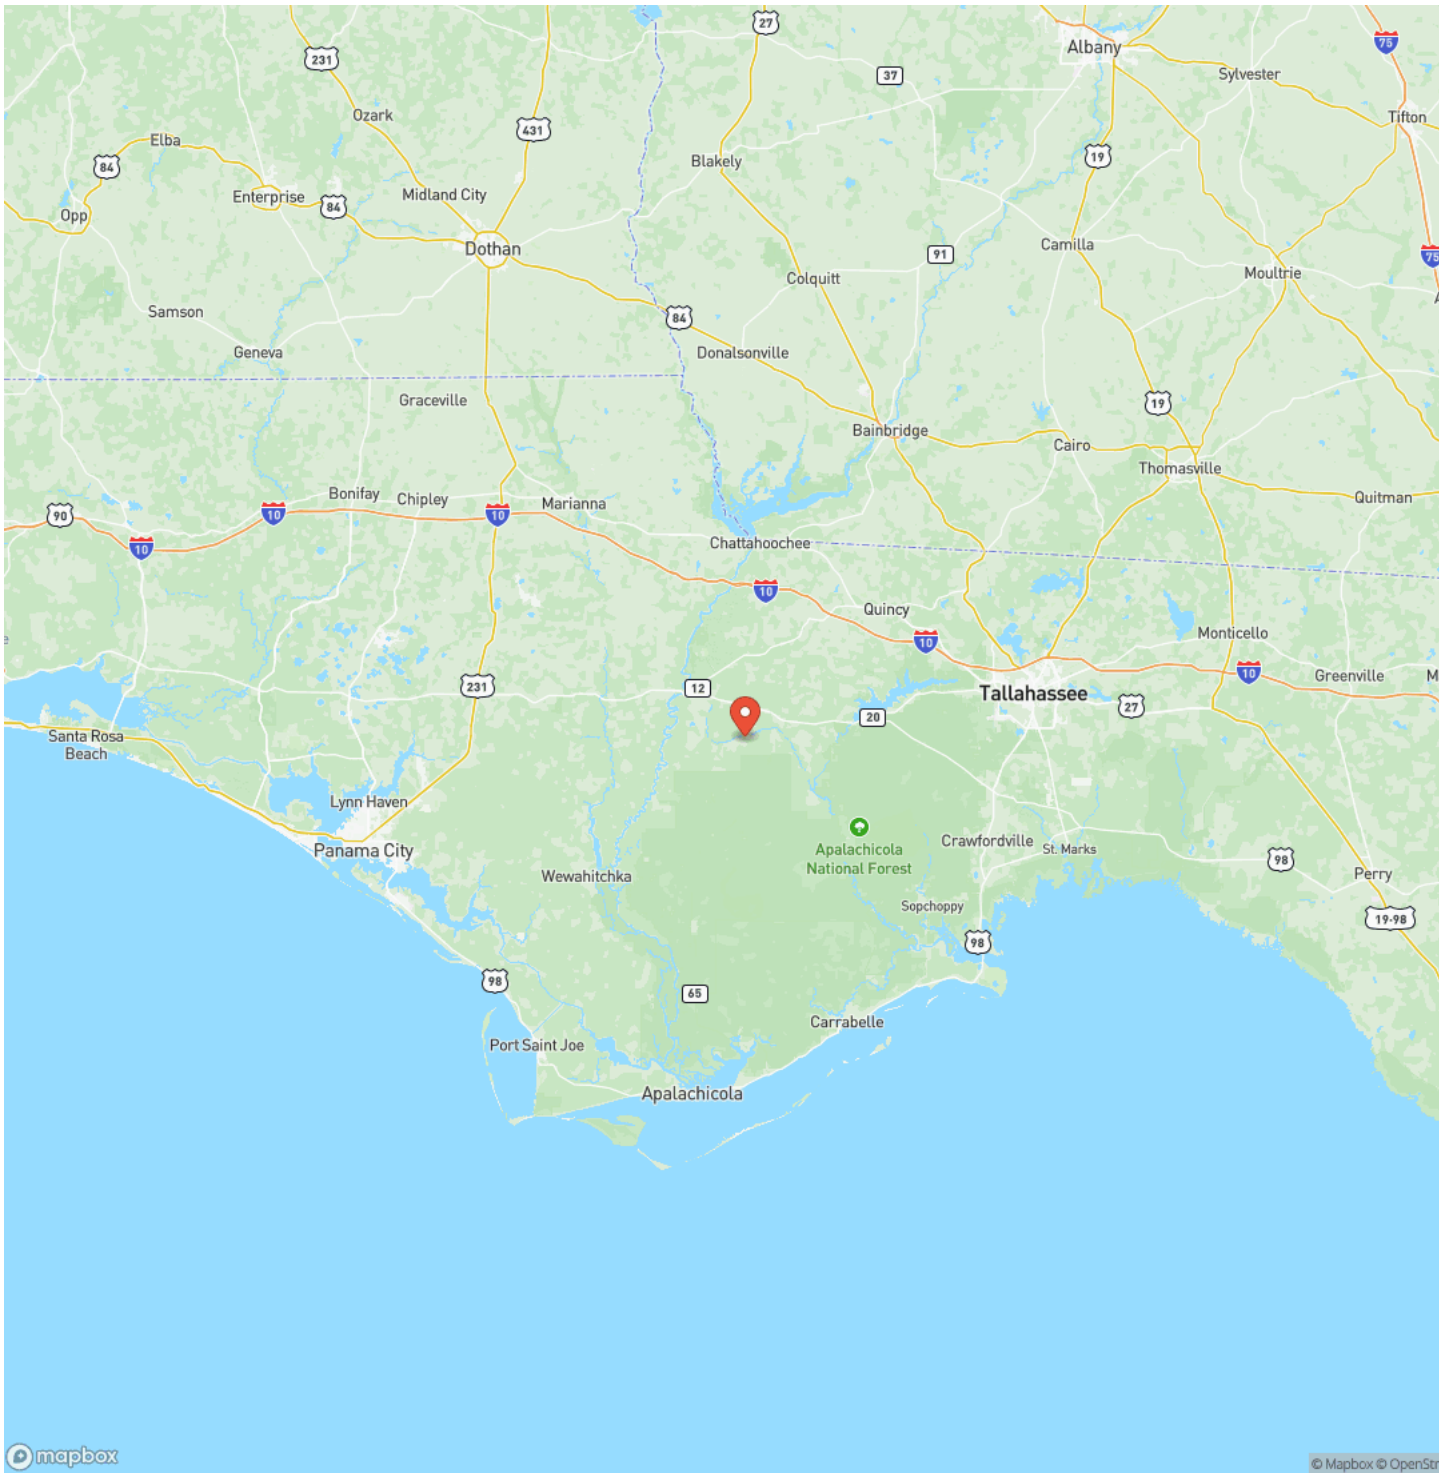 27
Albany
75
231
37
Sylvester
Ozark
Tifton
431
Elba
84
Blakely
19
Enterprise
Midland City
84
Opp
Dothan
Camilla
91
75
Colquitt
Moultrie
A
Samson
84
Geneva
Donalsonville
Graceville
19
Bainbridge
Cairo
Thomasville
Bonifay
Chipley
Marianna
Quitman
90
10
10
10
Chattahoochee
10
Quincy
e
10
Monticello
10
Greenville
M
231
12
Tallahassee
27
20
Santa Rosa
Beach
Lynn Haven
Panama City
Apalachicola
National Forest
Crawfordville
St. Marks
98
Perry
Wewahitchka
Sopchoppy
19-98
98
98
65
Carrabelle
Port Saint Joe
Apalachicola
mapbox
© Mapbox © OpenStr